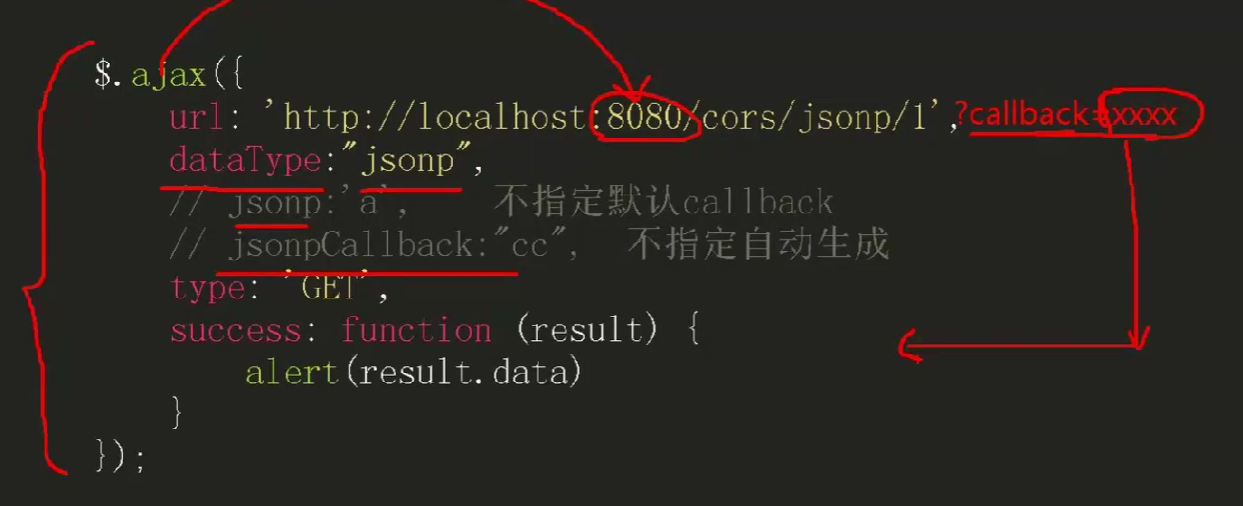 $.ajax({
url: 'http://localhost:8080/cors/jsonp/1', ?callback=xxxx
dataType:"jsonp",
// jsonp:'a', 不指定默认callback
// jsonpCallback:"cc", 不指定自动生成
type: 'GET',
success: function (result) {
alert(result.data)
}
});